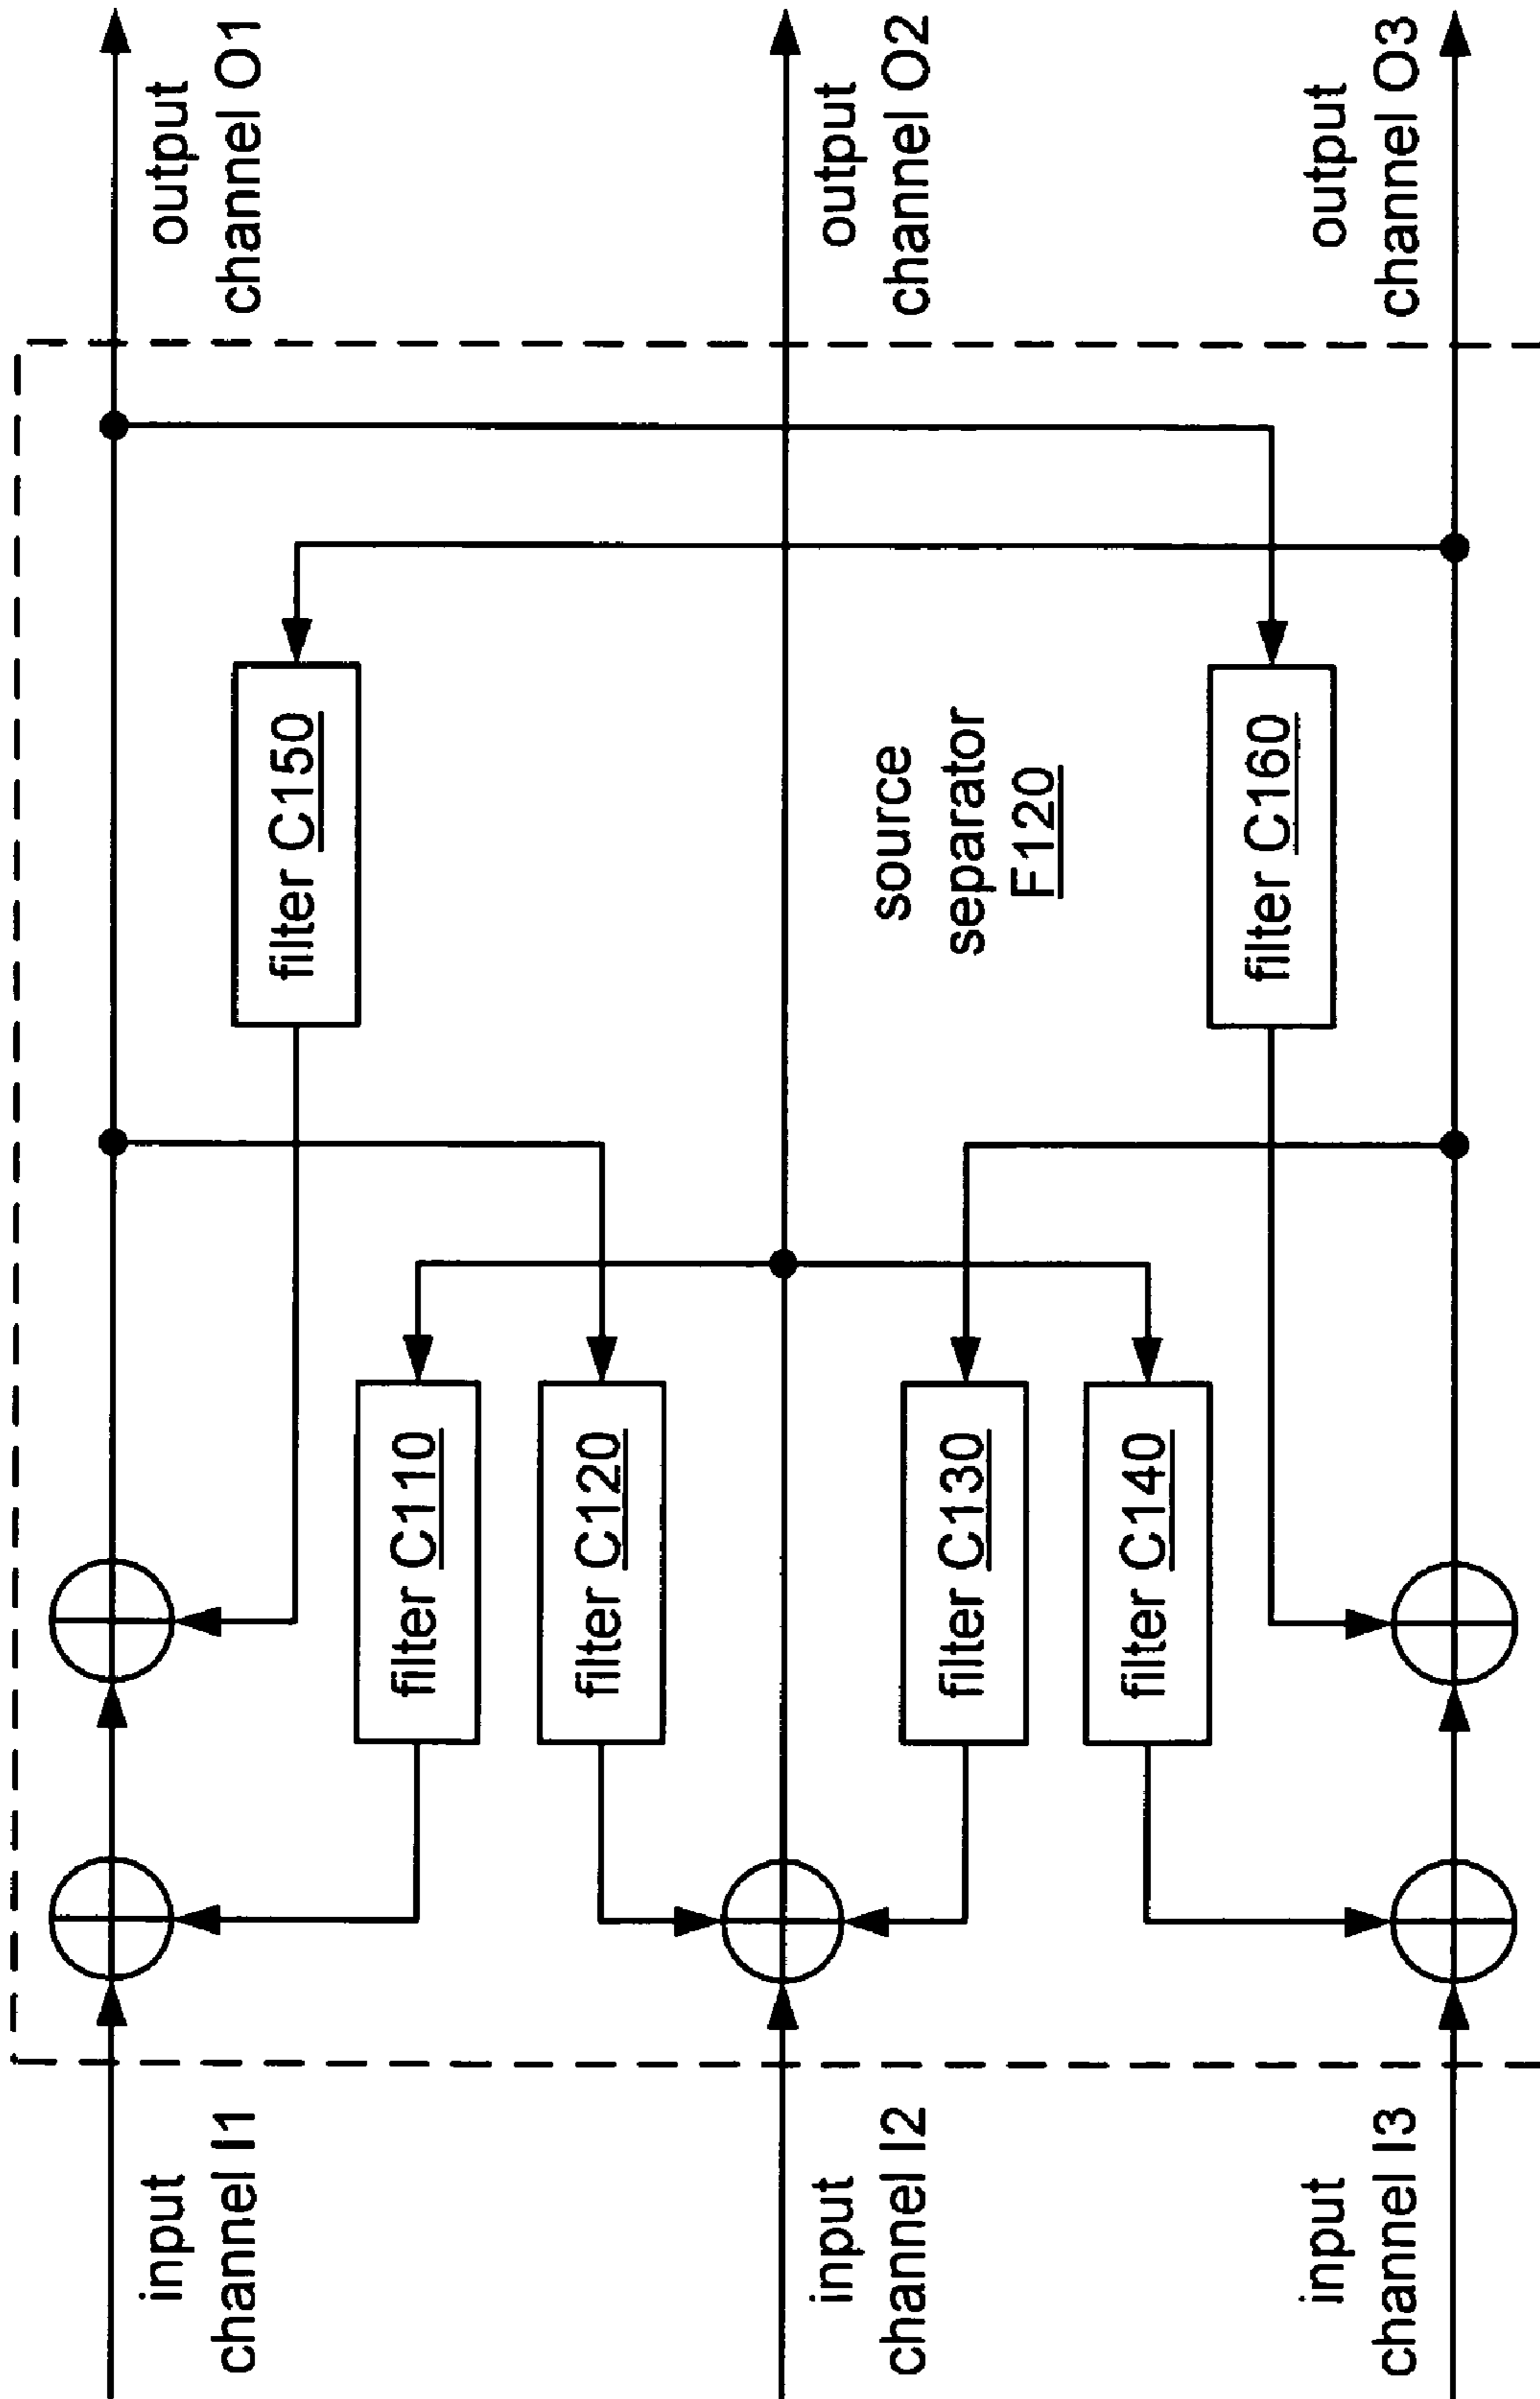 input
channel I1
input
channel I2
input
channel I3
filter C110
filter C120
filter C130
filter C140
filter C150
filter C160
source
separator
F120
output
channel O1
output
channel O2
output
channel O3